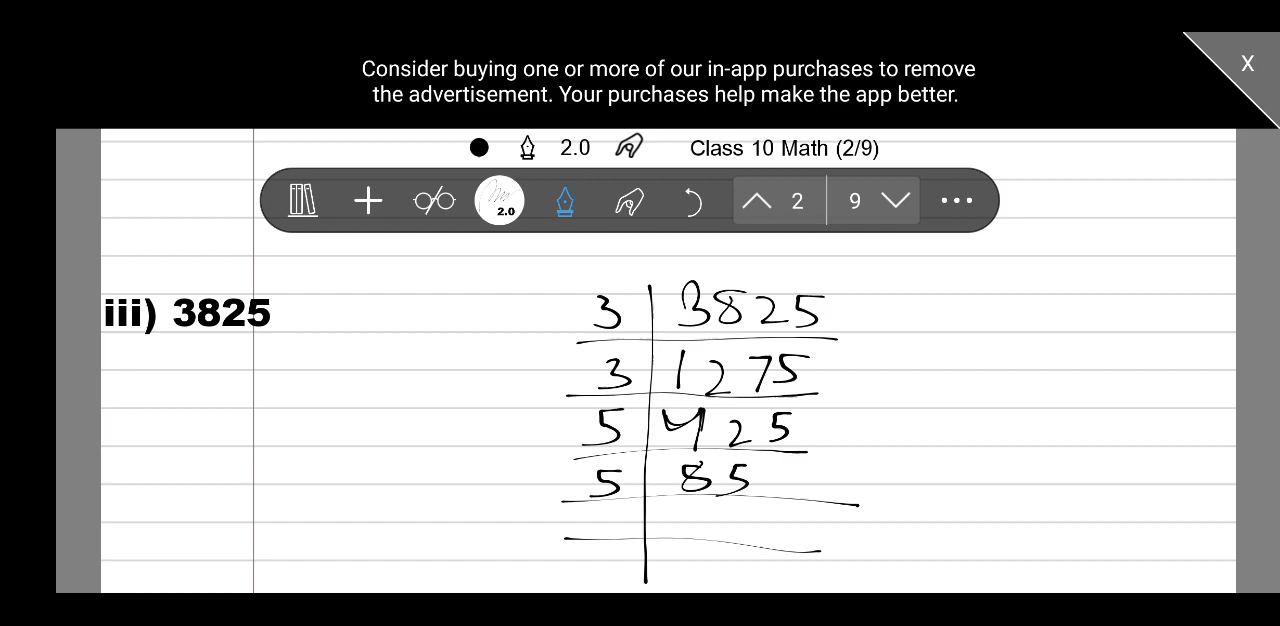 Consider buying one or more of our in-app purchases to remove
the advertisement. Your purchases help make the app better.
X
2.0 Class 10 Math (2/9)
2.0 2 9
iii) 3825
3 3825
3 1275
5 425
5 85